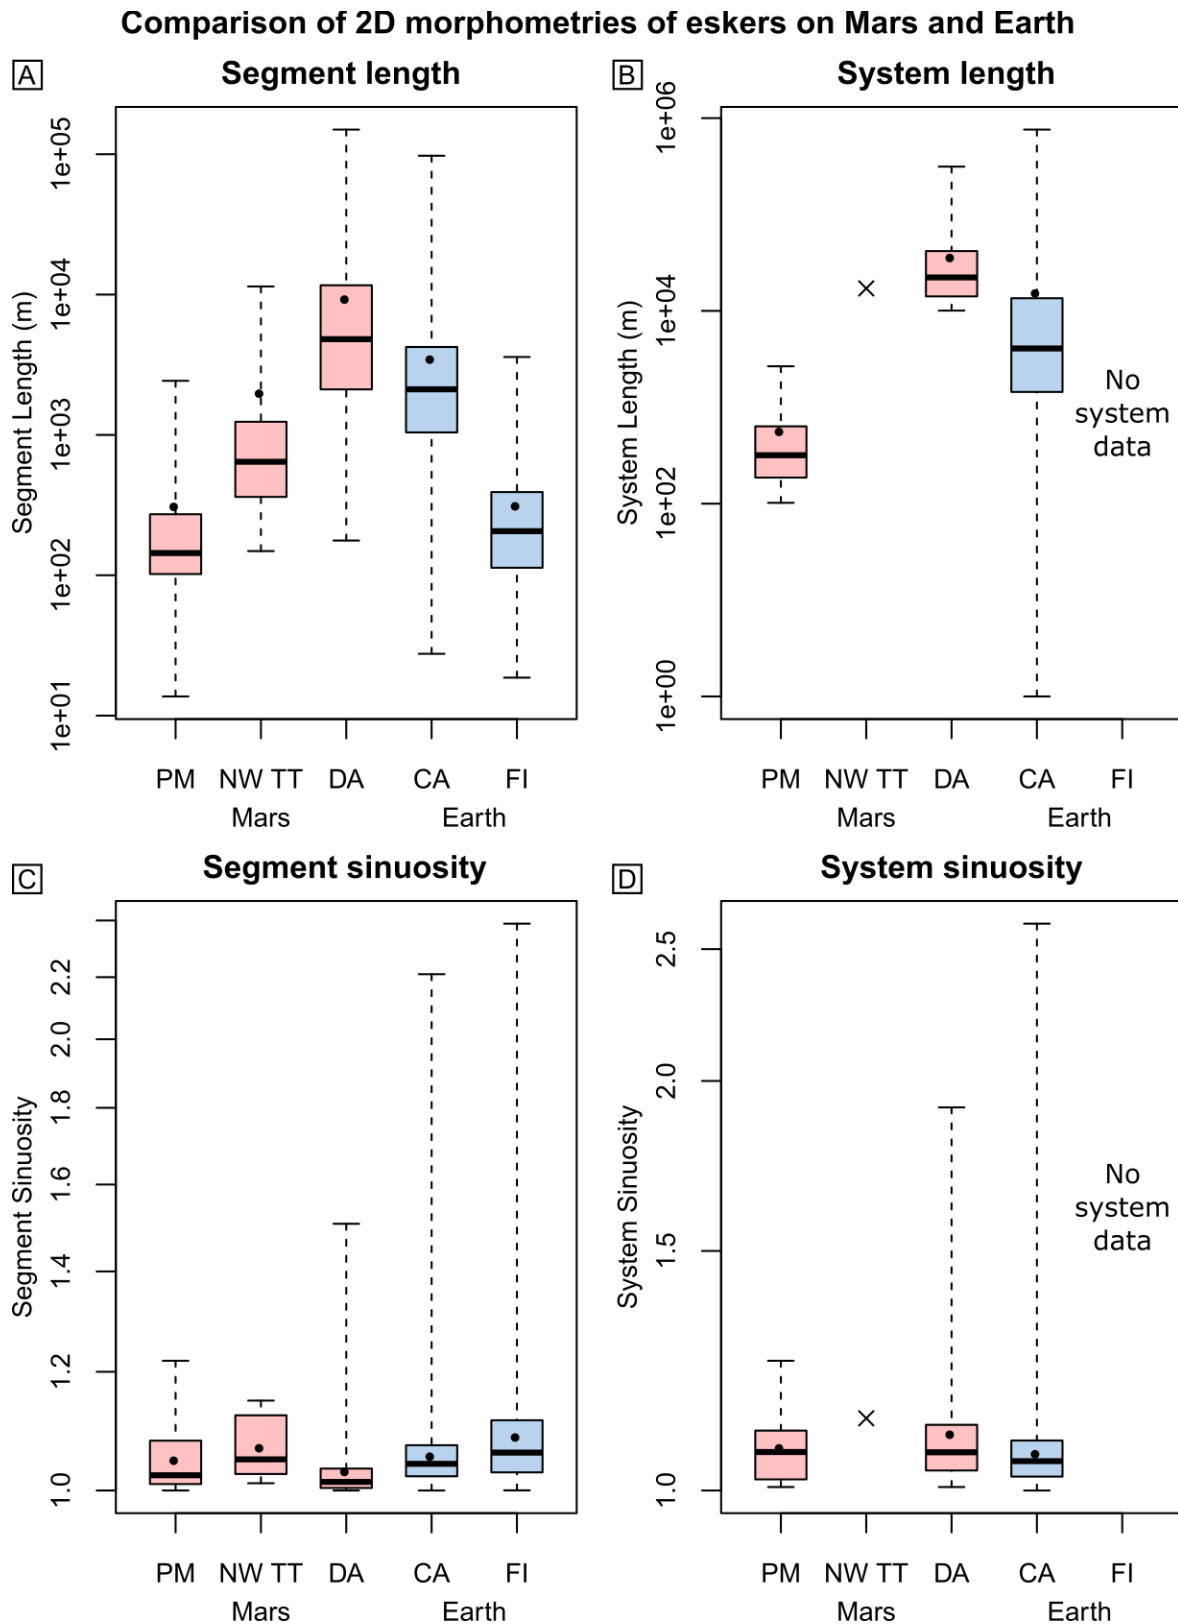 Comparison of 2D morphometries of eskers on Mars and Earth
A
Segment length
Segment Length (m)
1e+05
1e+04
1e+03
1e+02
1e+01
PM NW TT DA CA FI
Mars Earth
B
System length
System Length (m)
1e+06
1e+04
1e+02
1e+00
No
system
data
PM NW TT DA CA FI
Mars Earth
C
Segment sinuosity
Segment Sinuosity
2.2
2.0
1.8
1.6
1.4
1.2
1.0
PM NW TT DA CA FI
Mars Earth
D
System sinuosity
System Sinuosity
2.5
2.0
1.5
1.0
No
system
data
PM NW TT DA CA FI
Mars Earth